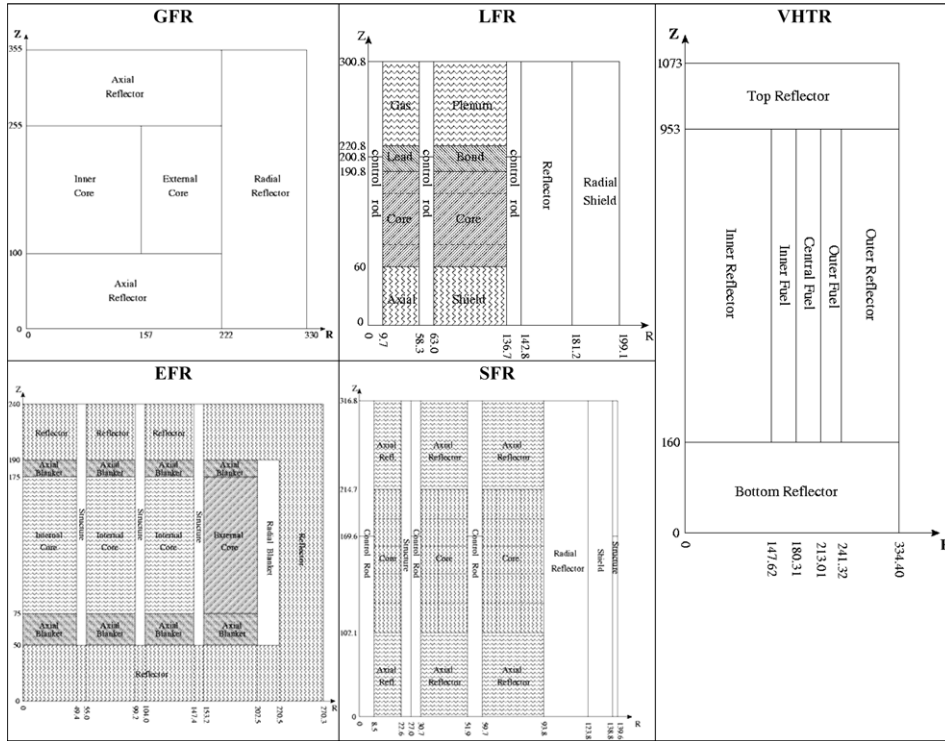 GFR
Z
355
Axial
Reflector
255
Inner
Core
External
Core
Radial
Reflector
100
Axial
Reflector
0
0
157
222
330
R
LFR
Z
300.8
Gas
Plenum
220.8
200.8
190.8
Lead
Bond
control rod
control rod
control rod
Core
Core
Reflector
Radial
Shield
60
Axial
Shield
0
0
9.7
58.3
63.0
136.7
142.8
181.2
199.1
R
VHTR
Z
1073
Top Reflector
953
Inner Reflector
Inner Fuel
Central Fuel
Outer Fuel
Outer Reflector
160
Bottom Reflector
0
0
147.62
180.31
213.01
241.32
334.40
R
EFR
Z
240
Reflector
Reflector
Reflector
190
Axial
Blanket
Axial
Blanket
Axial
Blanket
Axial
Blanket
175
Structure
Structure
Structure
Internal
Core
Internal
Core
Internal
Core
External
Core
Radial Blanket
Reflector
75
Axial
Blanket
Axial
Blanket
Axial
Blanket
Axial
Blanket
50
Reflector
0
0
49.4
55.0
99.2
104.0
147.4
153.2
202.5
220.5
270.3
R
SFR
Z
316.8
Axial
Refl.
Axial
Reflector
Axial
Reflector
214.7
169.6
Control Rod
Core
Structure
Control Rod
Core
Control Rod
Core
Radial
Reflector
Shield
Structure
102.1
Axial
Refl.
Axial
Reflector
Axial
Reflector
0
0
8.5
22.6
27.0
30.7
51.9
59.7
93.8
123.8
138.8
139.6
R